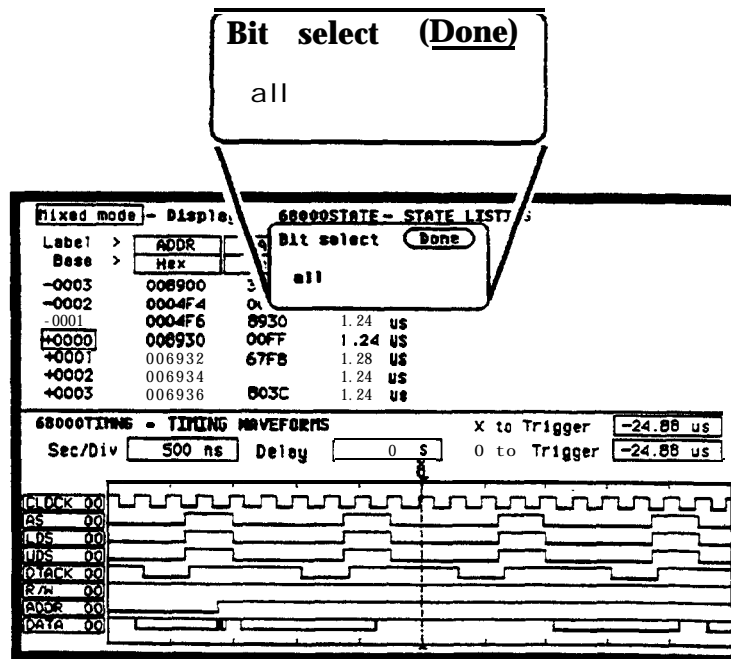 Bit select (Done)
all
Mixed mode - Displa 68000STATE - STATE LISTI G
Bit select Done
all
Label > ADDR
Base > Hex
-0003 008900 3
-0002 0004F4
-0001 0004F6 8930 1.24 us
+0000 008930 00FF 1.24 us
+0001 006932 67F8 1.28 us
+0002 006934 1.24 us
+0003 006936 B03C 1.24 us
68000TIMNG - TIMING WAVEFORMS X to Trigger -24.88 us
Sec/Div 500 ns Delay 0 S O to Trigger -24.88 us
CLOCK 00
AS 00
LDS 00
UDS 00
DTACK 00
R/W 00
ADDR 00
DATA 00